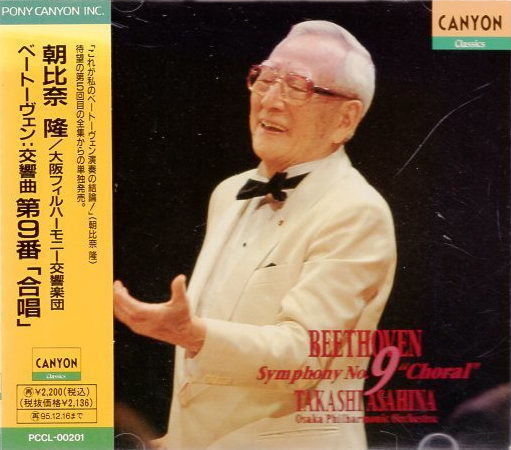 PONY CANYON INC.
「これが私のベートーヴェン演奏の結論!」(朝比奈 隆)
待望の第5回目の全集からの単独発売。
朝比奈 隆/大阪フィルハーモニー交響楽団
ベートーヴェン:交響曲 第9番「合唱」
CANYON
Classics
再¥2,200(税込)
(税抜価格¥2,136)
再95.12.16まで
PCCL-00201
CANYON
Classics
BEETHOVEN
Symphony No. 9 "Choral"
TAKASHI ASAHINA
Osaka Philharmonic Orchestra